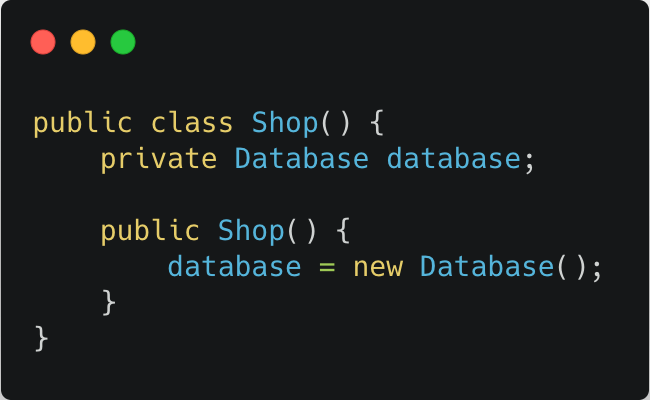 public class Shop() {
    private Database database;

    public Shop() {
        database = new Database();
    }
}